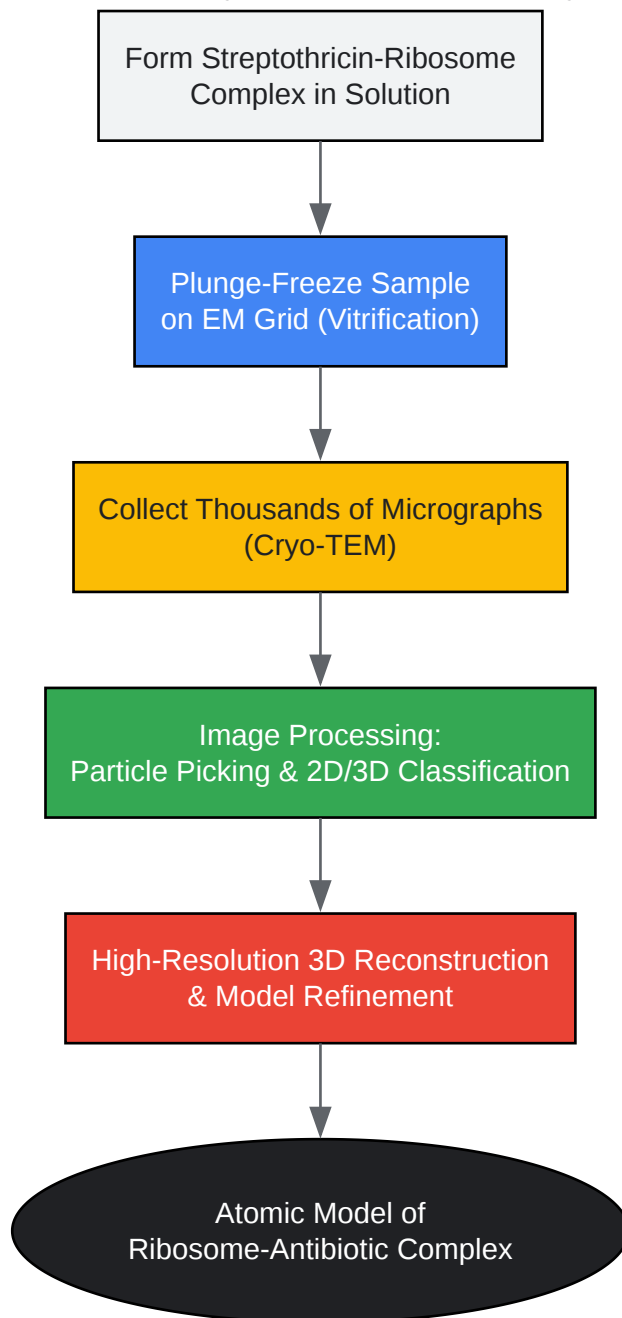 Form Streptothricin-Ribosome
Complex in Solution
Plunge-Freeze Sample
on EM Grid (Vitrification)
Collect Thousands of Micrographs
(Cryo-TEM)
Image Processing:
Particle Picking & 2D/3D Classification
High-Resolution 3D Reconstruction
& Model Refinement
Atomic Model of
Ribosome-Antibiotic Complex